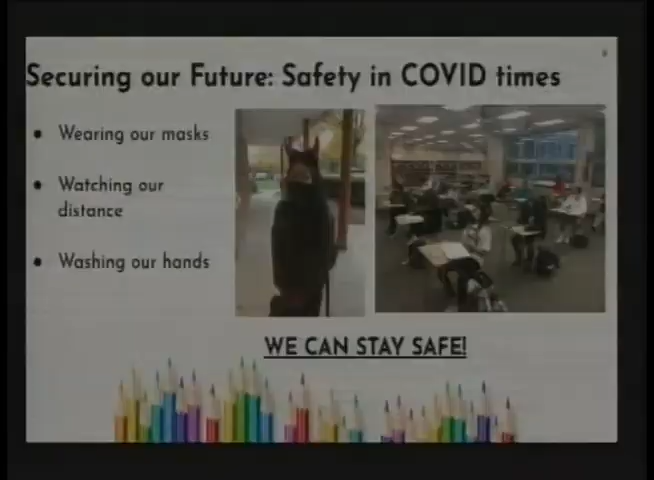 Securing our Future: Safety in COVID times
● Wearing our masks
● Watching our
distance
● Washing our hands
WE CAN STAY SAFE!